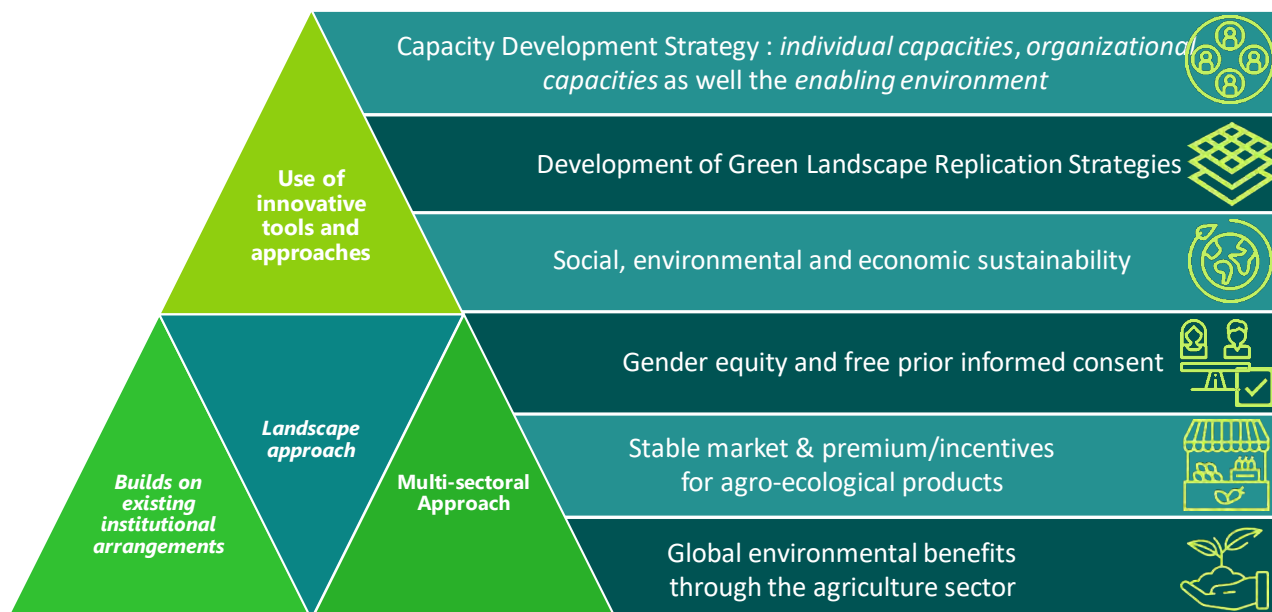 Capacity Development Strategy : individual capacities, organizational
capacities as well the enabling environment
Development of Green Landscape Replication Strategies
Social, environmental and economic sustainability
Gender equity and free prior informed consent
Stable market & premium/incentives
for agro-ecological products
Global environmental benefits
through the agriculture sector
Use of
innovative
tools and
approaches
Builds on
existing
institutional
arrangements
Landscape
approach
Multi-sectoral
Approach